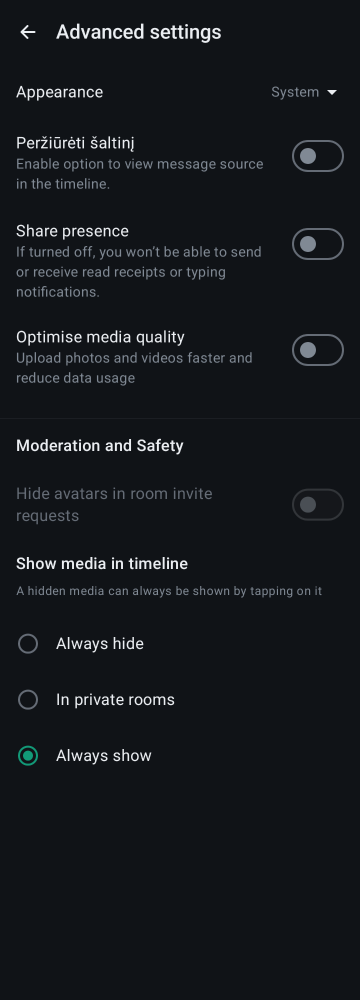 Advanced settings
Appearance
System
Peržiūrėti šaltinį
Enable option to view message source
in the timeline.
Share presence
If turned off, you won't be able to send
or receive read receipts or typing
notifications.
Optimise media quality
Upload photos and videos faster and
reduce data usage
Moderation and Safety
Hide avatars in room invite
requests
Show media in timeline
A hidden media can always be shown by tapping on it
Always hide
In private rooms
Always show